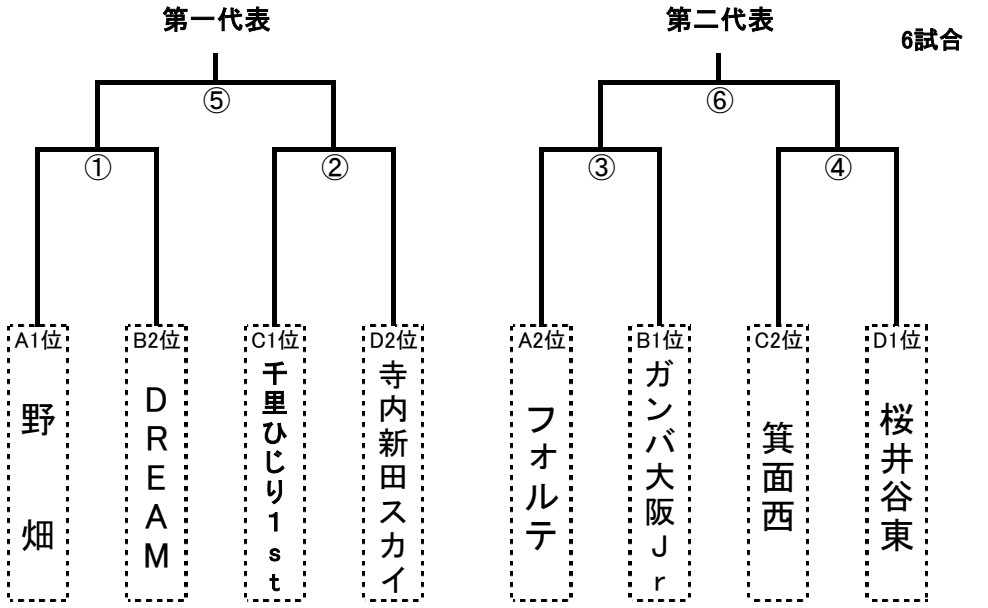 第一代表
第二代表
6試合
⑤
⑥
①
②
③
④
A1位
野畑
B2位
DREAM
C1位
千里ひじり1st
D2位
寺内新田スカイ
A2位
フォルテ
B1位
ガンバ大阪Jr
C2位
箕面西
D1位
桜井谷東